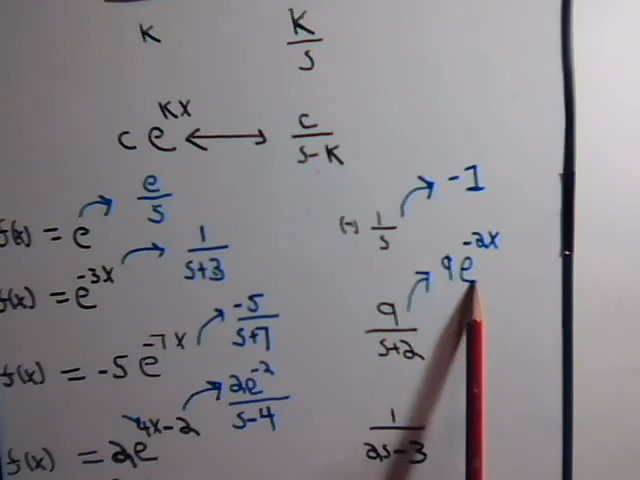 K K/s
ce^{kx} ↔ c/(s-k)
f(x) = e → e/s
f(x) = e^{-3x} → 1/(s+3)
f(x) = -5e^{-7x} → -5/(s+7)
f(x) = 2e^{4x-2} → 2e^{-2}/(s-4)
(-) 1/s → -1
9/(s+2) → 9e^{-2x}
1/(2s-3)